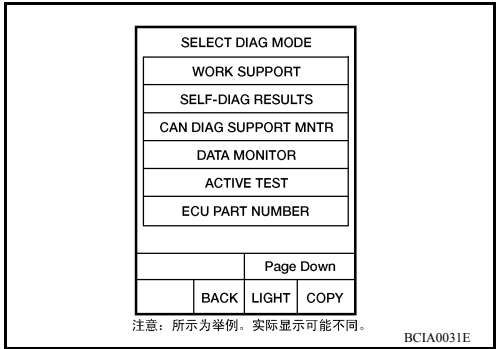 SELECT DIAG MODE
WORK SUPPORT
SELF-DIAG RESULTS
CAN DIAG SUPPORT MNTR
DATA MONITOR
ACTIVE TEST
ECU PART NUMBER
Page Down
BACK LIGHT COPY
注意：所示为举例。实际显示可能不同。
BCIA0031E